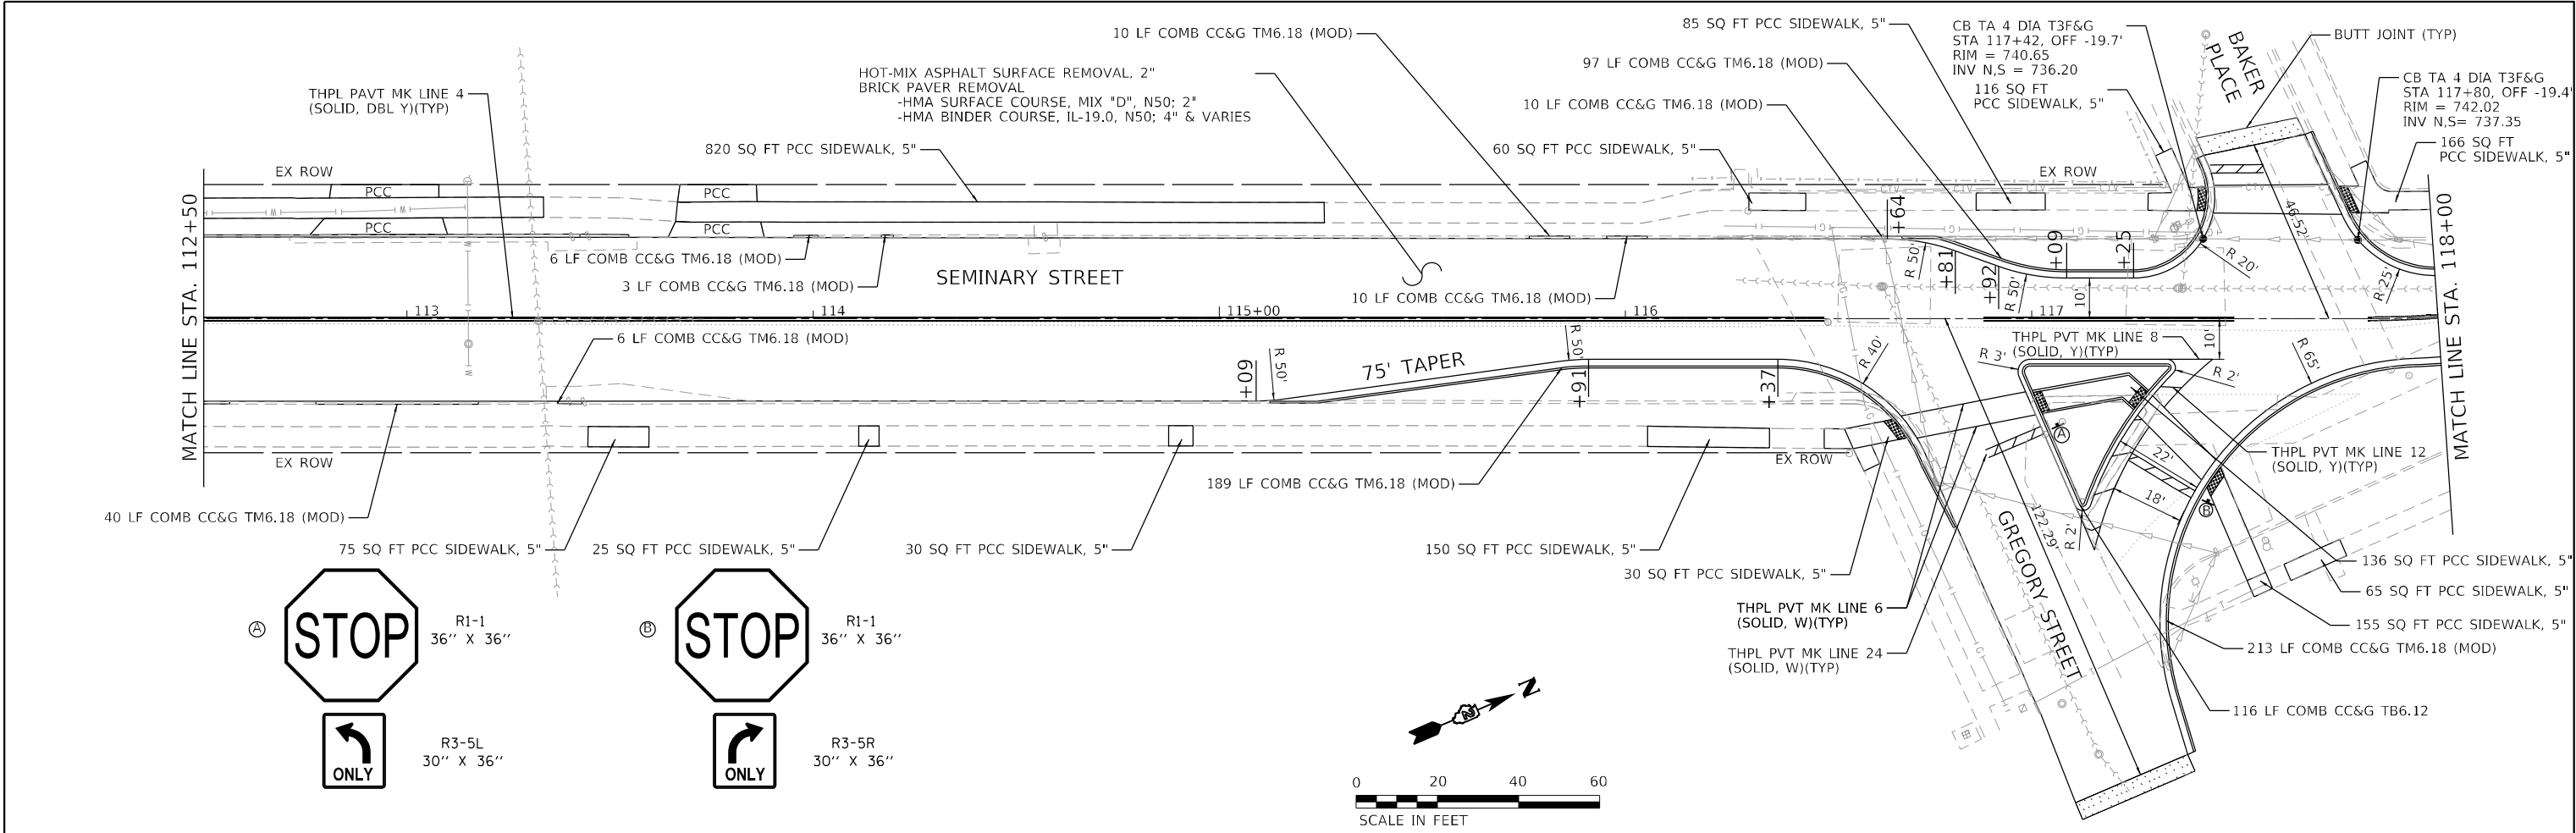 10 LF COMB CC&G TM6.18 (MOD)
85 SQ FT PCC SIDEWALK, 5"
CB TA 4 DIA T3F&G
STA 117+42, OFF -19.7'
RIM = 740.65
INV N,S = 736.20
116 SQ FT
PCC SIDEWALK, 5"
BAKER
PLACE
BUTT JOINT (TYP)
CB TA 4 DIA T3F&G
STA 117+80, OFF -19.4'
RIM = 742.02
INV N,S= 737.35
166 SQ FT
PCC SIDEWALK, 5"
THPL PAVT MK LINE 4
(SOLID, DBL Y)(TYP)
HOT-MIX ASPHALT SURFACE REMOVAL, 2"
BRICK PAVER REMOVAL
-HMA SURFACE COURSE, MIX "D", N50; 2"
-HMA BINDER COURSE, IL-19.0, N50; 4" & VARIES
97 LF COMB CC&G TM6.18 (MOD)
10 LF COMB CC&G TM6.18 (MOD)
820 SQ FT PCC SIDEWALK, 5"
60 SQ FT PCC SIDEWALK, 5"
EX ROW
EX ROW
PCC
PCC
PCC
PCC
MATCH LINE STA. 112+50
MATCH LINE STA. 118+00
6 LF COMB CC&G TM6.18 (MOD)
3 LF COMB CC&G TM6.18 (MOD)
SEMINARY STREET
10 LF COMB CC&G TM6.18 (MOD)
+64
R 50'
+81
+92
R 50'
+09
+25
10'
R 20'
46.52'
R 25'
113
114
115+00
116
117
6 LF COMB CC&G TM6.18 (MOD)
+09
R 50'
75' TAPER
R 50'
+91
+37
R 40'
THPL PVT MK LINE 8
(SOLID, Y)(TYP)
10'
R 3'
R 2'
R 65'
EX ROW
EX ROW
A
22'
18'
B
R 2'
THPL PVT MK LINE 12
(SOLID, Y)(TYP)
189 LF COMB CC&G TM6.18 (MOD)
40 LF COMB CC&G TM6.18 (MOD)
75 SQ FT PCC SIDEWALK, 5"
25 SQ FT PCC SIDEWALK, 5"
30 SQ FT PCC SIDEWALK, 5"
150 SQ FT PCC SIDEWALK, 5"
30 SQ FT PCC SIDEWALK, 5"
THPL PVT MK LINE 6
(SOLID, W)(TYP)
THPL PVT MK LINE 24
(SOLID, W)(TYP)
GREGORY STREET
122.29'
136 SQ FT PCC SIDEWALK, 5"
65 SQ FT PCC SIDEWALK, 5"
155 SQ FT PCC SIDEWALK, 5"
213 LF COMB CC&G TM6.18 (MOD)
116 LF COMB CC&G TB6.12
A
STOP
R1-1
36'' X 36''
B
STOP
R1-1
36'' X 36''
ONLY
R3-5L
30'' X 36''
ONLY
R3-5R
30'' X 36''
N
0 20 40 60
SCALE IN FEET